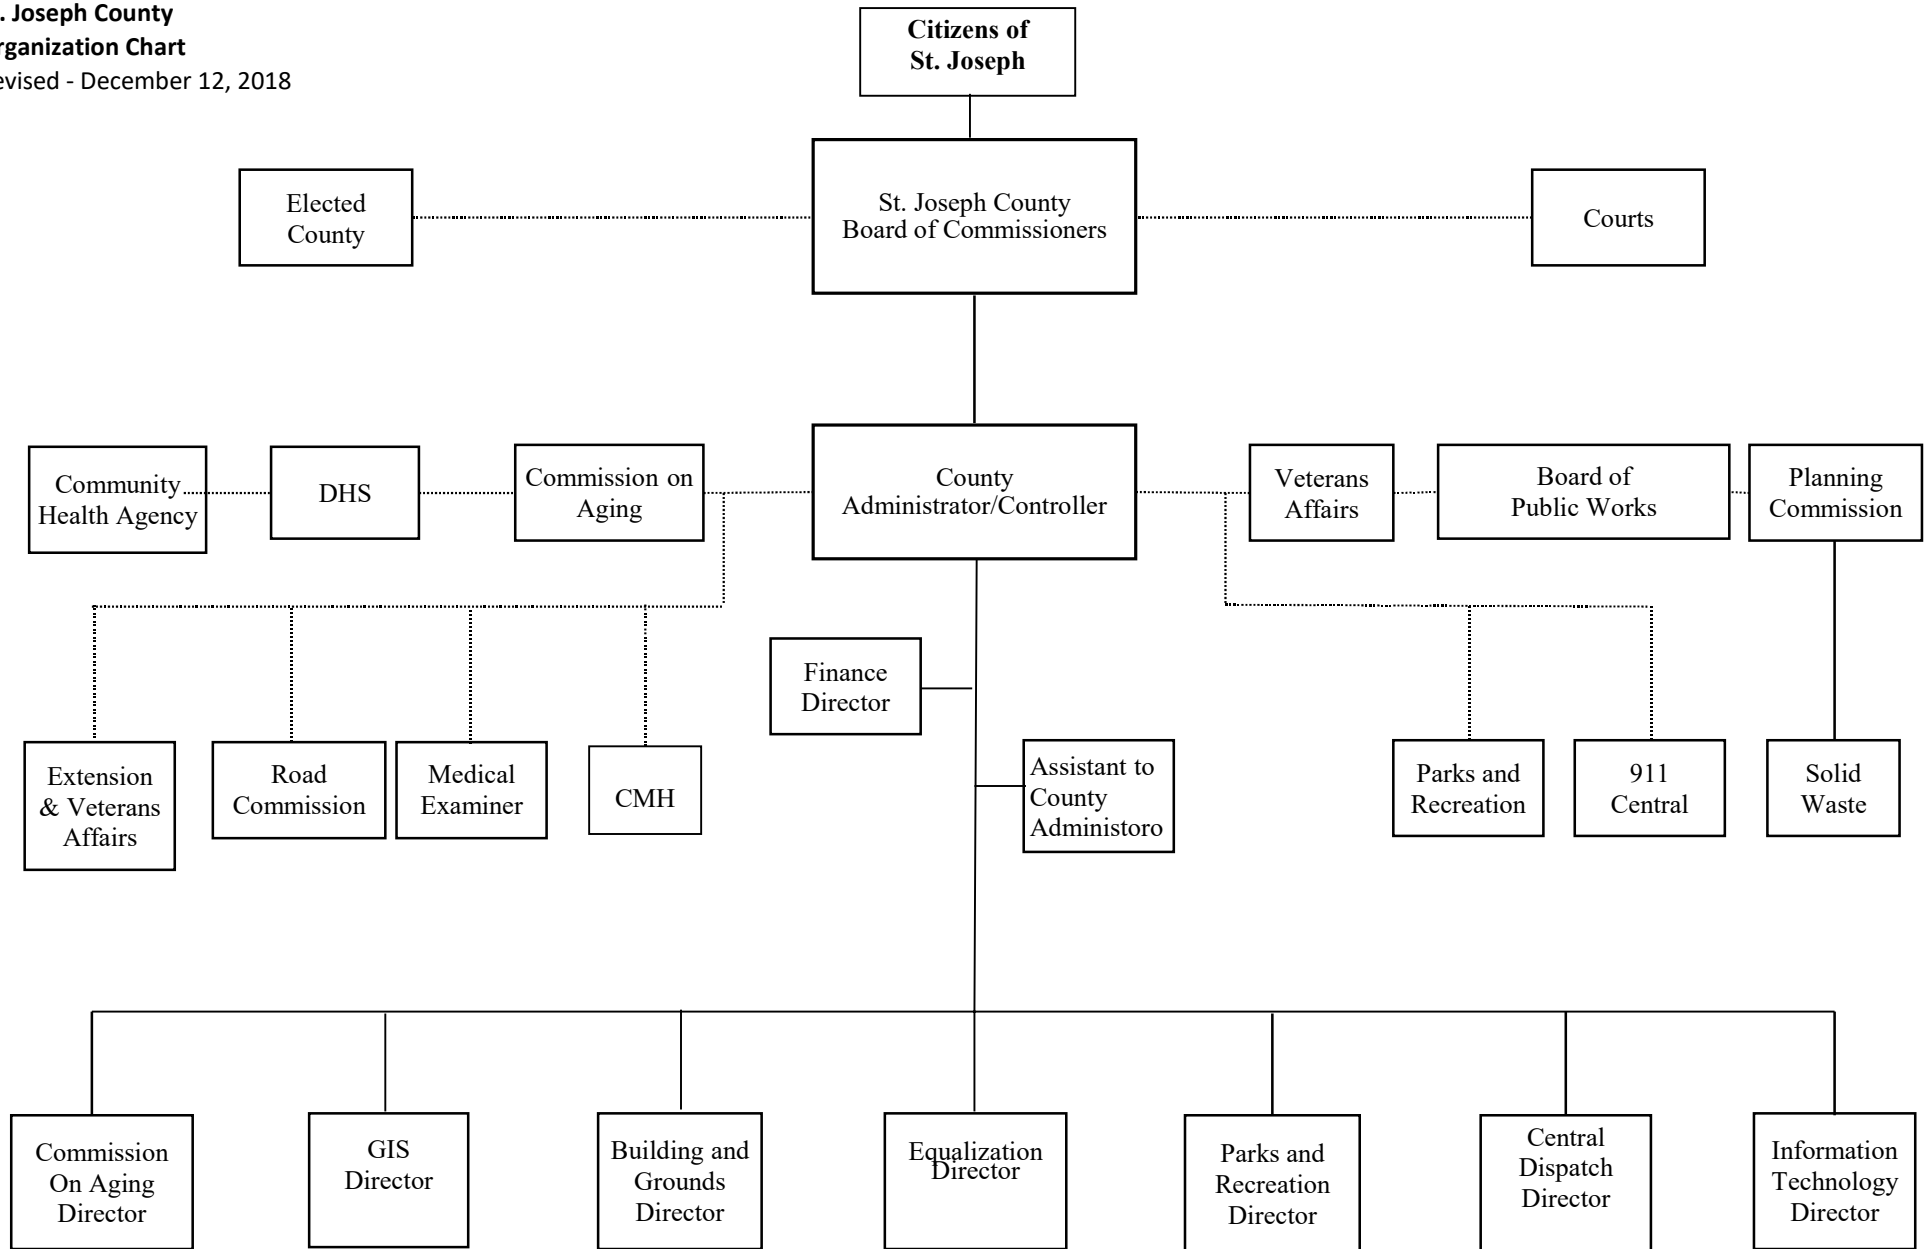 . Joseph County
rganization Chart
evised - December 12, 2018
Citizens of
St. Joseph
Elected
County
St. Joseph County
Board of Commissioners
Courts
Community
Health Agency
DHS
Commission on
Aging
County
Administrator/Controller
Veterans
Affairs
Board of
Public Works
Planning
Commission
Finance
Director
Assistant to
County
Administoro
Extension
& Veterans
Affairs
Road
Commission
Medical
Examiner
CMH
Parks and
Recreation
911
Central
Solid
Waste
Commission
On Aging
Director
GIS
Director
Building and
Grounds
Director
Equalization
Director
Parks and
Recreation
Director
Central
Dispatch
Director
Information
Technology
Director